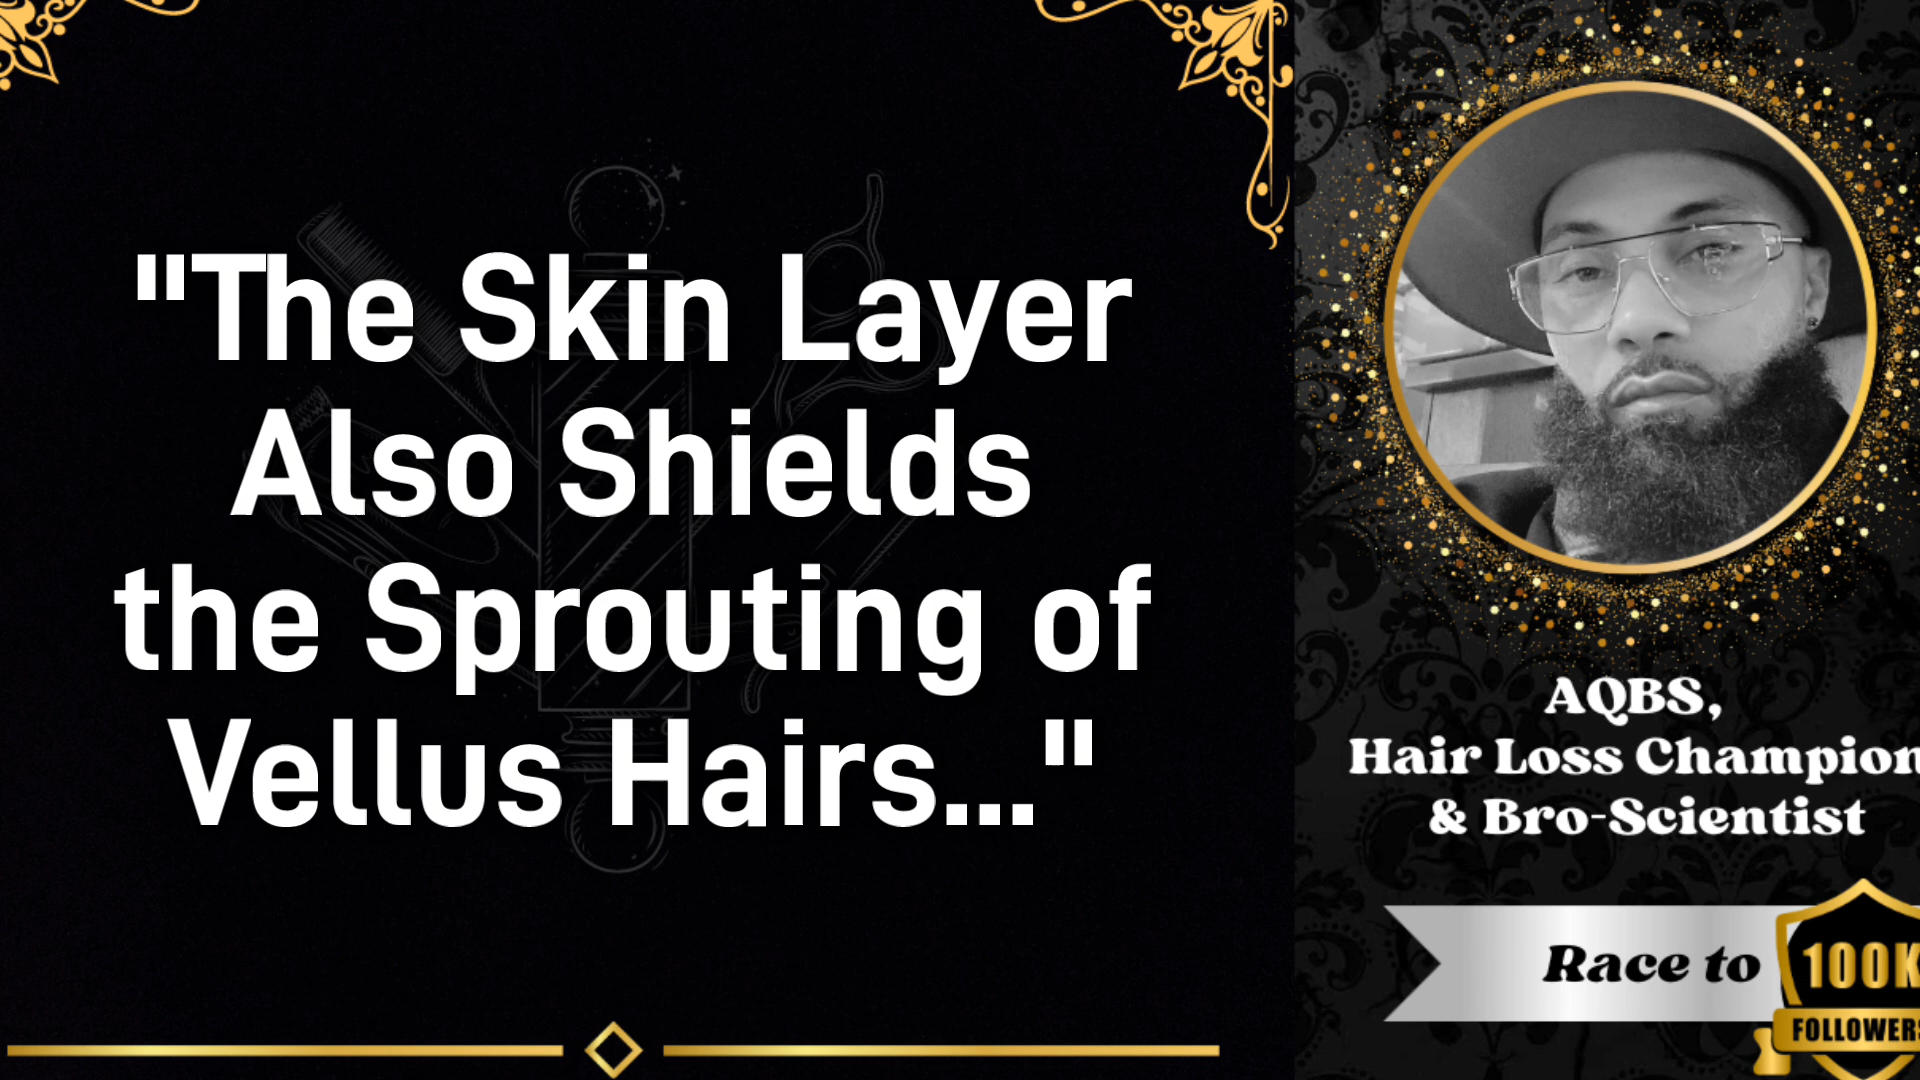 "The Skin Layer
Also Shields
the Sprouting of
Vellus Hairs..."
AQBS,
Hair Loss Champion
& Bro-Scientist
Race to
100K
FOLLOWERS